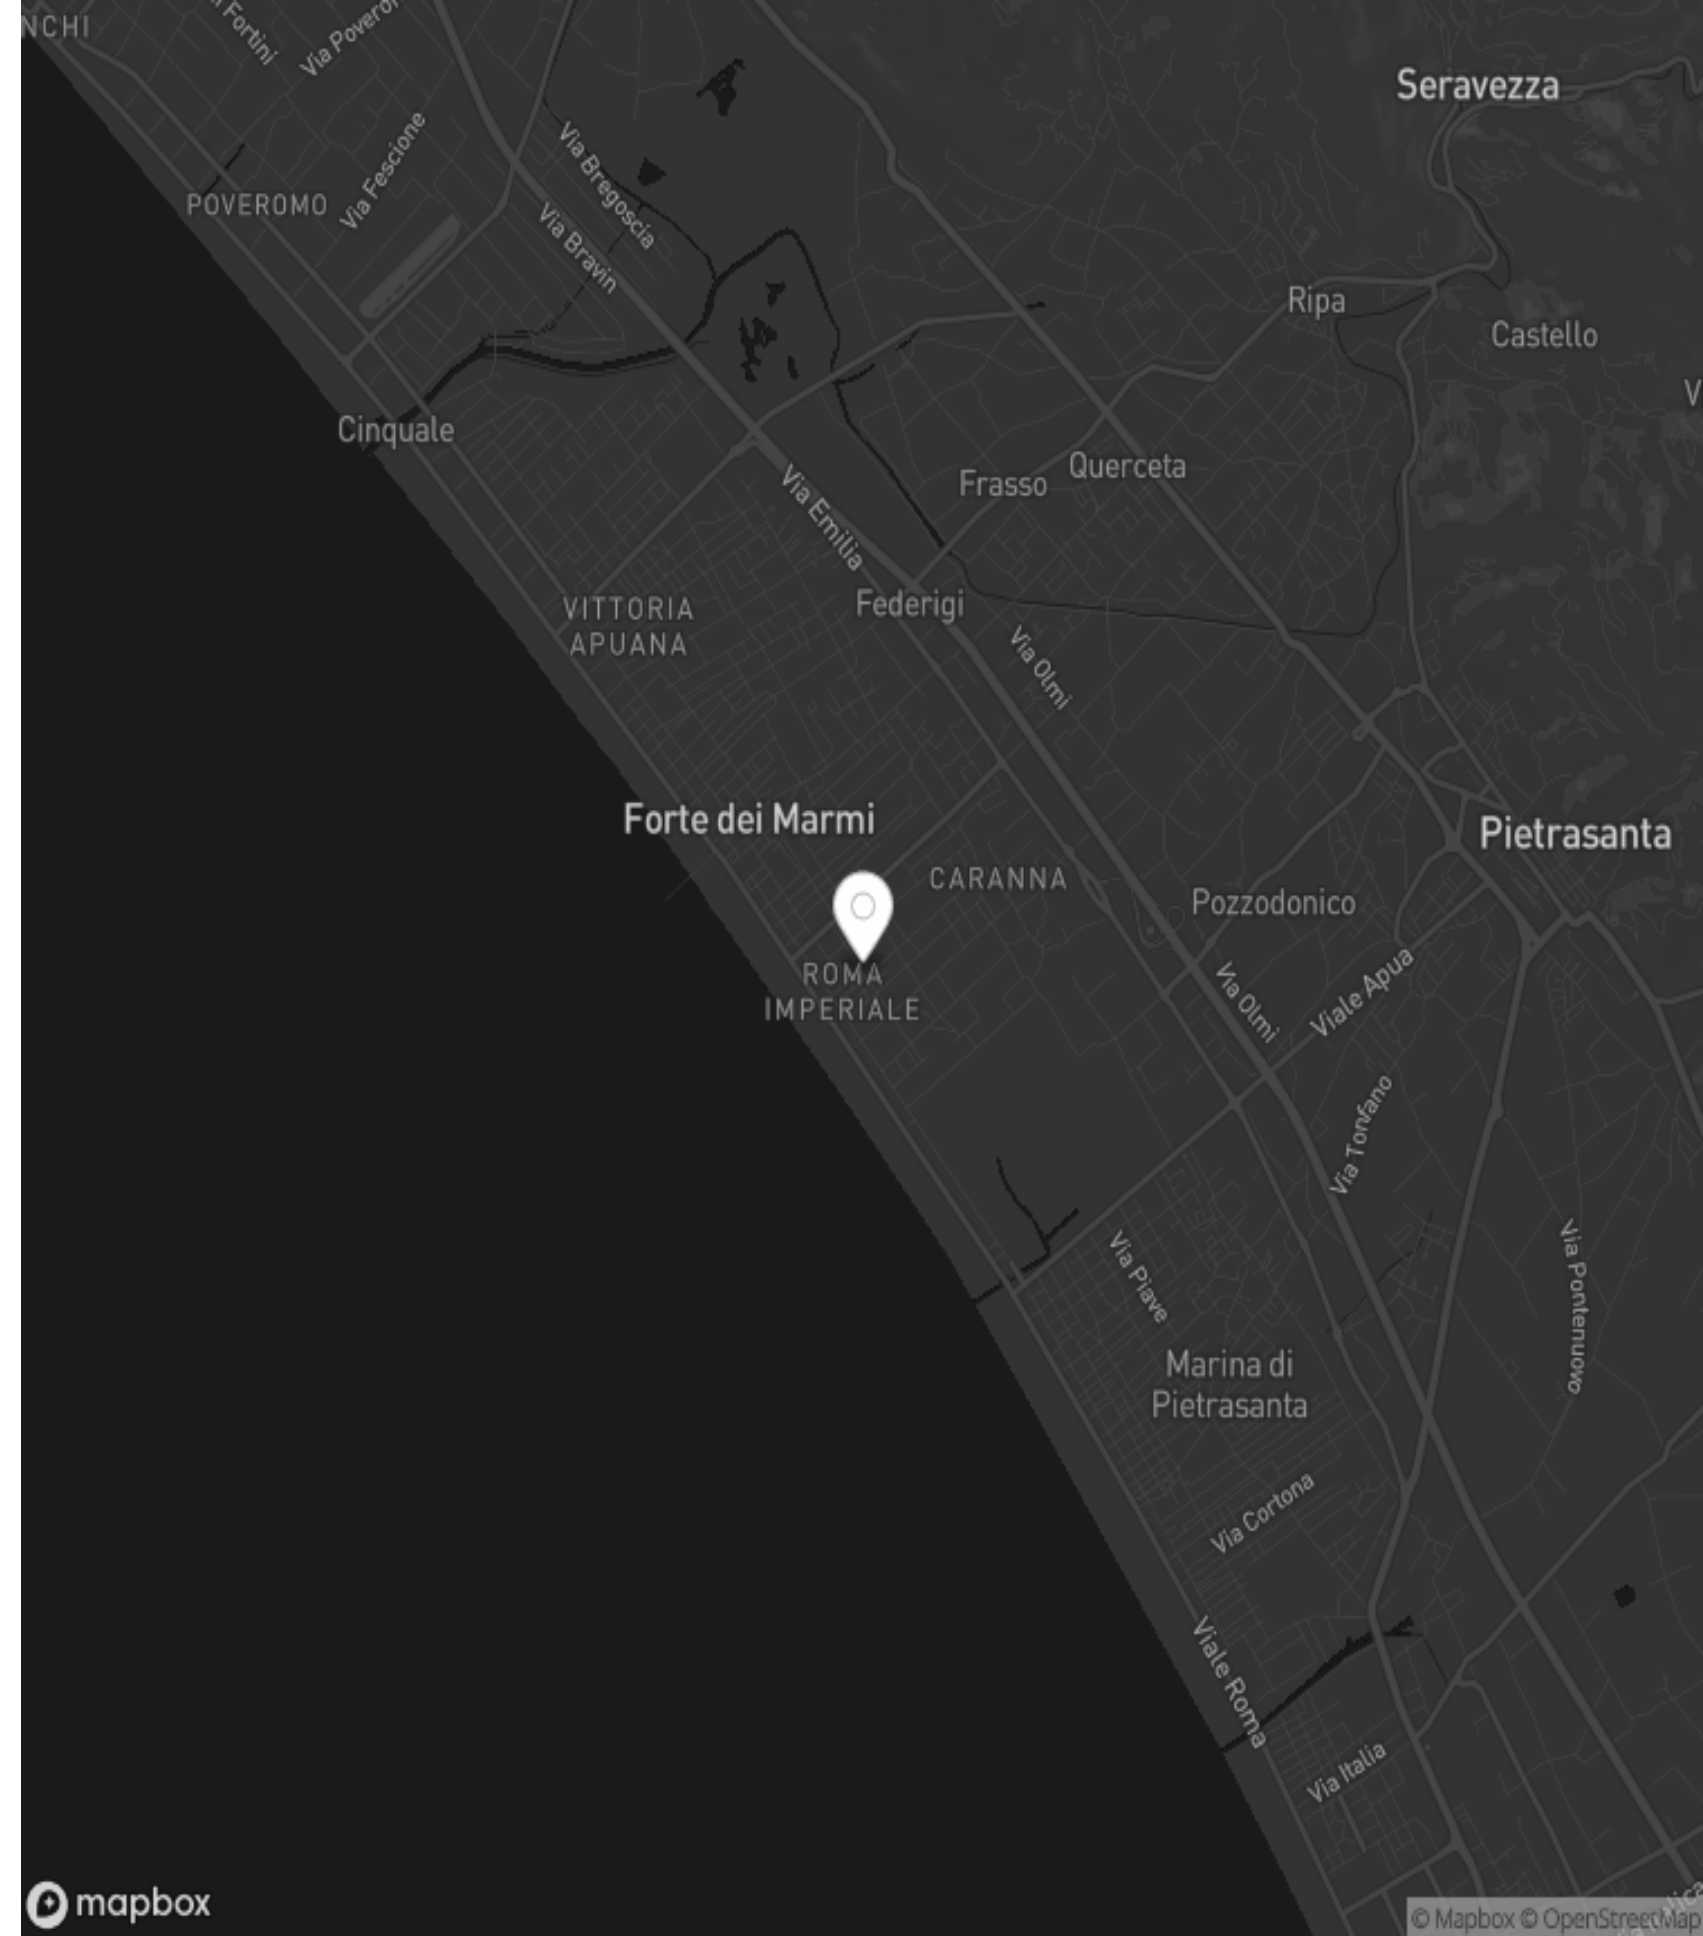 NCHI
Via Bregoscia
Seravezza
Via Fescione
POVEROMO
Via Bravin
Ripa
Castello
Cinquale
Querceta
Frasso
Via Emilia
Federigi
VITTORIA
APUANA
Via Olmi
Forte dei Marmi
Pietrasanta
CARANNA
Pozzodonico
ROMA
IMPERIALE
Via Olmi
Viale Apua
Via Tonfano
Via Piave
Via Pontenuovo
Marina di
Pietrasanta
Via Cortona
Viale Roma
Via Italia
mapbox
© Mapbox © OpenStreetMap